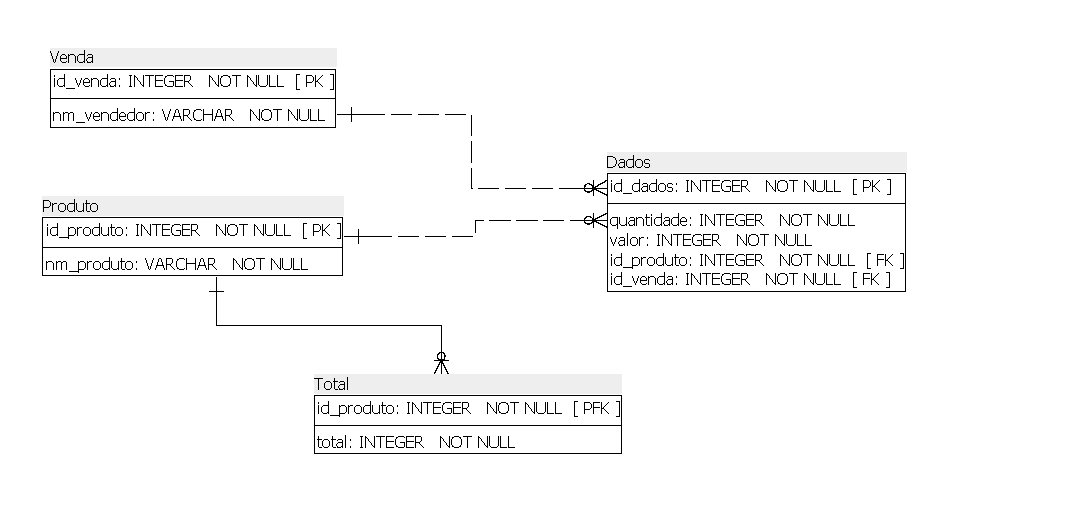 Venda
id_venda: INTEGER NOT NULL [ PK ]
nm_vendedor: VARCHAR NOT NULL
Dados
id_dados: INTEGER NOT NULL [ PK ]
quantidade: INTEGER NOT NULL
valor: INTEGER NOT NULL
id_produto: INTEGER NOT NULL [ FK ]
id_venda: INTEGER NOT NULL [ FK ]
Produto
id_produto: INTEGER NOT NULL [ PK ]
nm_produto: VARCHAR NOT NULL
Total
id_produto: INTEGER NOT NULL [ PFK ]
total: INTEGER NOT NULL